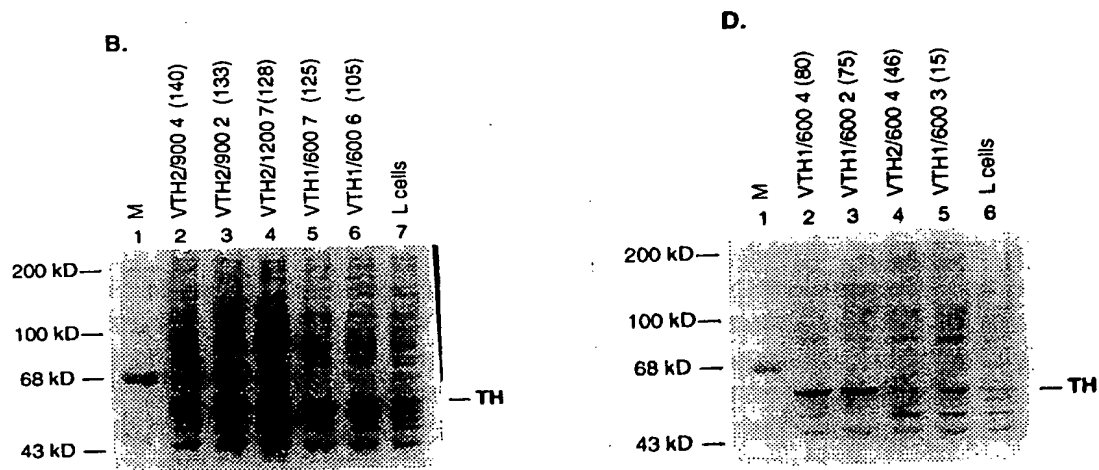 B.
M
VTH2/900 4 (140)
VTH2/900 2 (133)
VTH2/1200 7(128)
VTH1/600 7 (125)
VTH1/600 6 (105)
L cells
1 2 3 4 5 6 7
200 kD—
100 kD—
68 kD —
43 kD—
— TH
D.
M
VTH1/600 4 (80)
VTH1/600 2 (75)
VTH2/600 4 (46)
VTH1/600 3 (15)
L cells
1 2 3 4 5 6
200 kD—
100 kD—
68 kD —
43 kD —
— TH